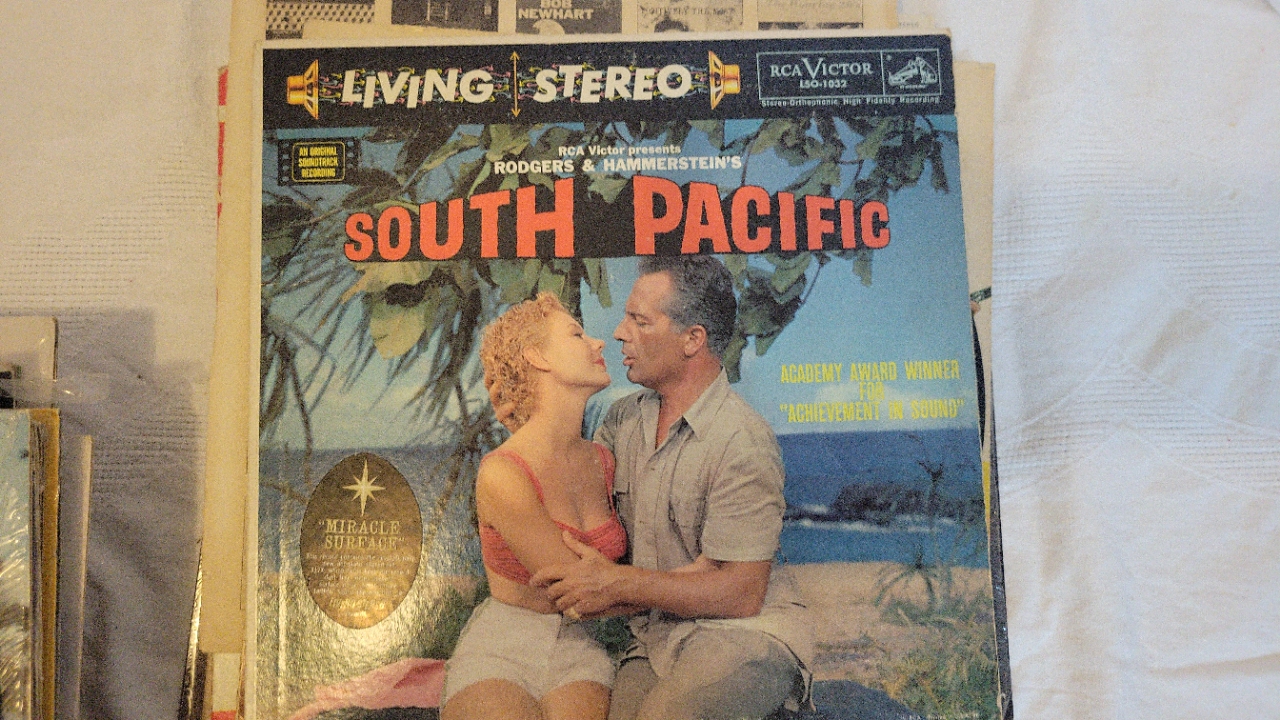 BOB
NEWHART
LIVING STEREO
RCA VICTOR
LSO-1032
Stereo-Orthophonic High Fidelity Recording
AN ORIGINAL
SOUNDTRACK
RECORDING
RCA Victor presents
RODGERS & HAMMERSTEIN'S
SOUTH PACIFIC
ACADEMY AWARD WINNER
FOR
"ACHIEVEMENT IN SOUND"
"MIRACLE
SURFACE"